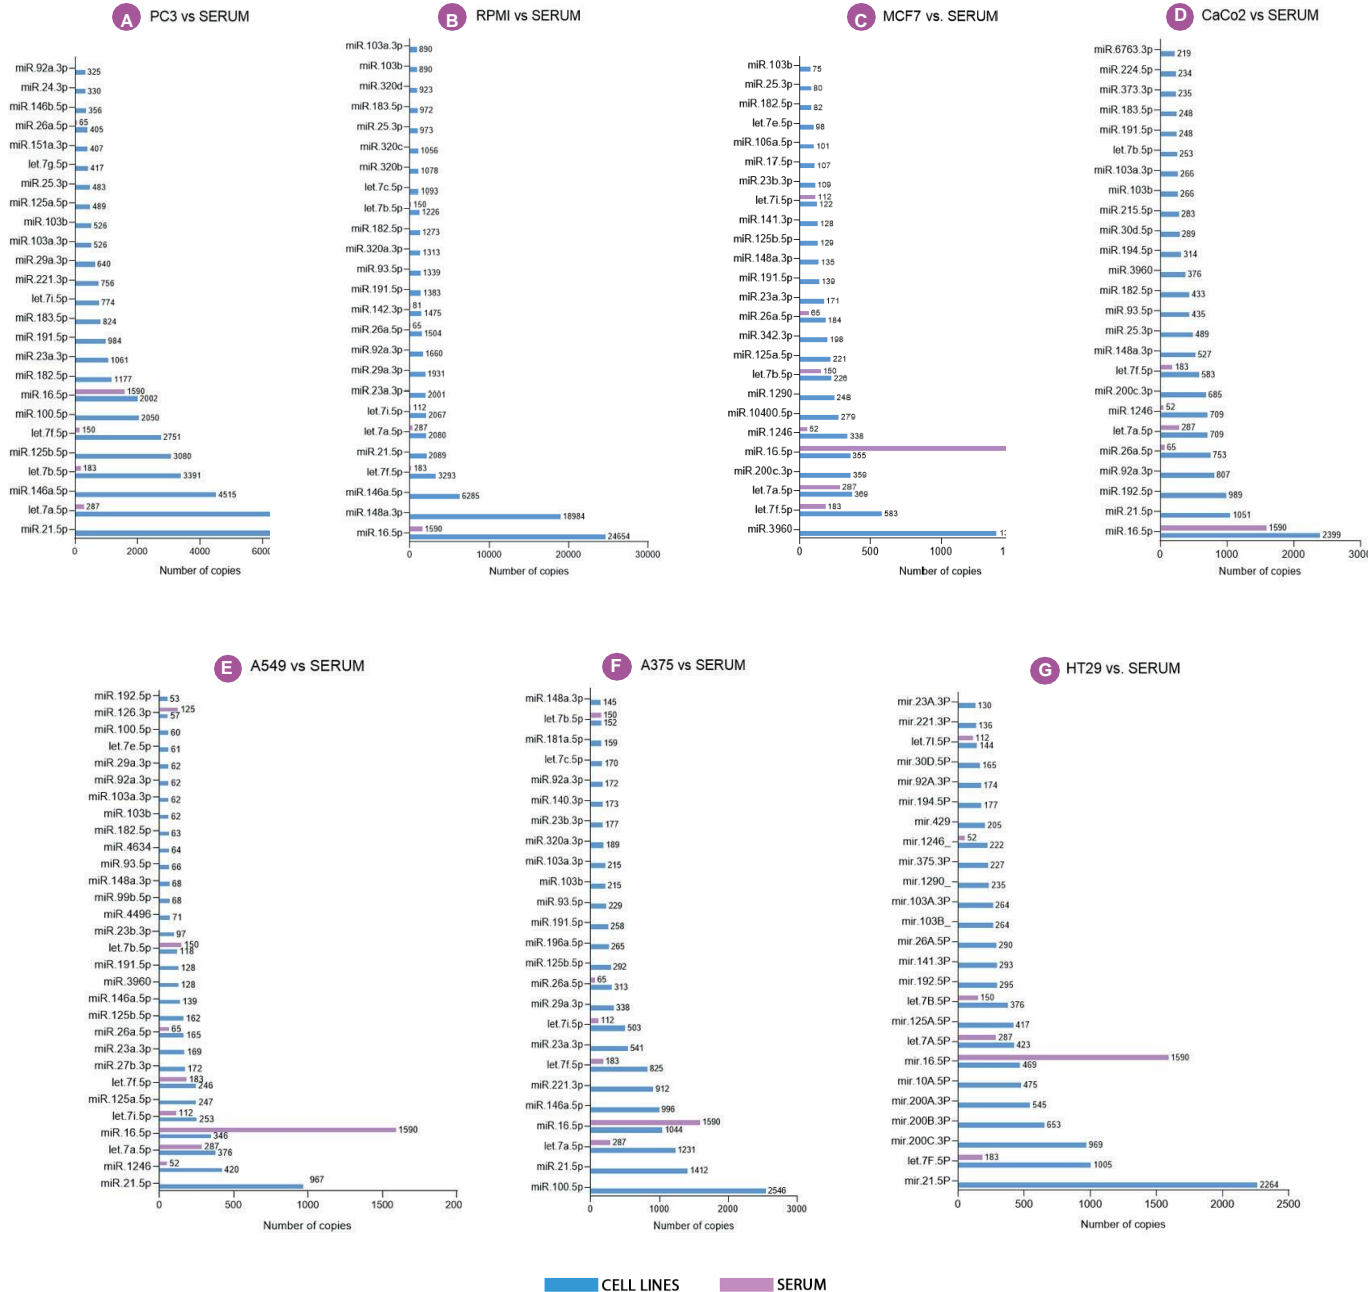 A PC3 vs SERUM
miR.92a.3p 325
miR.24.3p 330
miR.146b.5p 356
miR.26a.5p 65 405
miR.151a.3p 407
let.7g.5p 417
miR.25.3p 483
miR.125a.5p 489
miR.103b 526
miR.103a.3p 526
miR.29a.3p 640
miR.221.3p 756
let.7i.5p 774
miR.183.5p 824
miR.191.5p 984
miR.23a.3p 1061
miR.182.5p 1177
miR.16.5p 1590 2002
miR.100.5p 2050
let.7f.5p 150 2751
miR.125b.5p 3080
let.7b.5p 183 3391
miR.146a.5p 4515
let.7a.5p 287
miR.21.5p
0 2000 4000 6000
Number of copies
B RPMI vs SERUM
miR.103a.3p 890
miR.103b 890
miR.320d 923
miR.183.5p 972
miR.25.3p 973
miR.320c 1056
miR.320b 1078
let.7c.5p 1093
let.7b.5p 150 1226
miR.182.5p 1273
miR.320a.3p 1313
miR.93.5p 1339
miR.191.5p 1383
miR.142.3p 81 1475
miR.26a.5p 65 1504
miR.92a.3p 1660
miR.29a.3p 1931
miR.23a.3p 2001
let.7i.5p 112 2067
let.7a.5p 287 2080
miR.21.5p 2089
let.7f.5p 183 3293
miR.146a.5p 6285
miR.148a.3p 18984
miR.16.5p 1590 24654
0 10000 20000 30000
Number of copies
C MCF7 vs. SERUM
miR.103b 75
miR.25.3p 80
miR.182.5p 82
let.7e.5p 98
miR.106a.5p 101
miR.17.5p 107
miR.23b.3p 109
let.7i.5p 112 122
miR.141.3p 128
miR.125b.5p 129
miR.148a.3p 135
miR.191.5p 139
miR.23a.3p 171
miR.26a.5p 65 184
miR.342.3p 198
miR.125a.5p 221
let.7b.5p 150 226
miR.1290 248
miR.10400.5p 279
miR.1246 52 338
miR.16.5p 355
miR.200c.3p 359
let.7a.5p 287 369
let.7f.5p 183 583
miR.3960 13
0 500 1000 1
Number of copies
D CaCo2 vs SERUM
miR.6763.3p 219
miR.224.5p 234
miR.373.3p 235
miR.183.5p 248
miR.191.5p 248
let.7b.5p 253
miR.103a.3p 266
miR.103b 266
miR.215.5p 283
miR.30d.5p 289
miR.194.5p 314
miR.3960 376
miR.182.5p 433
miR.93.5p 435
miR.25.3p 489
miR.148a.3p 527
let.7f.5p 183 583
miR.200c.3p 685
miR.1246 52 709
let.7a.5p 287 709
miR.26a.5p 65 753
miR.92a.3p 807
miR.192.5p 989
miR.21.5p 1051
miR.16.5p 1590 2399
0 1000 2000 3000
Number of copies
E A549 vs SERUM
miR.192.5p 53
miR.126.3p 125 57
miR.100.5p 60
let.7e.5p 61
miR.29a.3p 62
miR.92a.3p 62
miR.103a.3p 62
miR.103b 62
miR.182.5p 63
miR.4634 64
miR.93.5p 66
miR.148a.3p 68
miR.99b.5p 68
miR.4496 71
miR.23b.3p 97
let.7b.5p 150 118
miR.191.5p 128
miR.3960 128
miR.146a.5p 139
miR.125b.5p 162
miR.26a.5p 65 165
miR.23a.3p 169
miR.27b.3p 172
let.7f.5p 183 246
miR.125a.5p 247
let.7i.5p 112 253
miR.16.5p 1590 346
let.7a.5p 287 376
miR.1246 52 420
miR.21.5p 967
0 500 1000 1500 200
Number of copies
F A375 vs SERUM
miR.148a.3p 145
let.7b.5p 150 152
miR.181a.5p 159
let.7c.5p 170
miR.92a.3p 172
miR.140.3p 173
miR.23b.3p 177
miR.320a.3p 189
miR.103a.3p 215
miR.103b 215
miR.93.5p 229
miR.191.5p 258
miR.196a.5p 265
miR.125b.5p 292
miR.26a.5p 65 313
miR.29a.3p 338
let.7i.5p 112 503
miR.23a.3p 541
let.7f.5p 183 825
miR.221.3p 912
miR.146a.5p 996
miR.16.5p 1590 1044
let.7a.5p 287 1231
miR.21.5p 1412
miR.100.5p 2546
0 1000 2000 3000
Number of copies
G HT29 vs. SERUM
mir.23A.3P 130
mir.221.3P 136
let.7I.5P 112 144
mir.30D.5P 165
mir.92A.3P 174
mir.194.5P 177
mir.429 205
mir.1246_ 52 222
mir.375.3P 227
mir.1290_ 235
mir.103A.3P 264
mir.103B_ 264
mir.26A.5P 290
mir.141.3P 293
mir.192.5P 295
let.7B.5P 150 376
mir.125A.5P 417
let.7A.5P 287 423
mir.16.5P 1590 469
mir.10A.5P 475
mir.200A.3P 545
mir.200B.3P 653
mir.200C.3P 969
let.7F.5P 183 1005
mir.21.5P 2264
0 500 1000 1500 2000 2500
Number of copies
CELL LINES SERUM